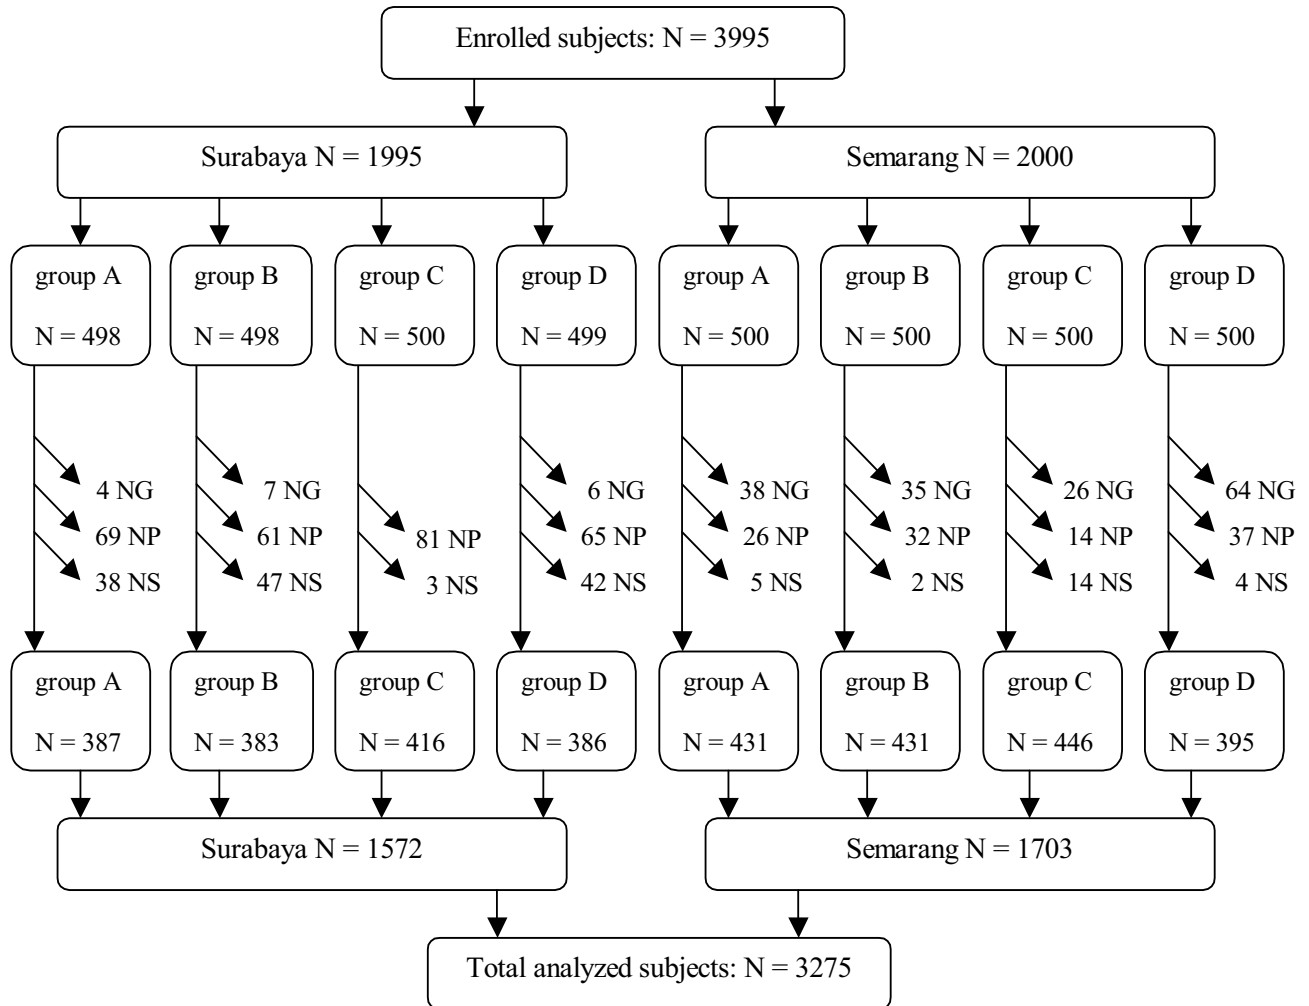 Enrolled subjects: N = 3995
Surabaya N = 1995
Semarang N = 2000
group A
N = 498
group B
N = 498
group C
N = 500
group D
N = 499
group A
N = 500
group B
N = 500
group C
N = 500
group D
N = 500
4 NG
69 NP
38 NS
7 NG
61 NP
47 NS
81 NP
3 NS
6 NG
65 NP
42 NS
38 NG
26 NP
5 NS
35 NG
32 NP
2 NS
26 NG
14 NP
14 NS
64 NG
37 NP
4 NS
group A
N = 387
group B
N = 383
group C
N = 416
group D
N = 386
group A
N = 431
group B
N = 431
group C
N = 446
group D
N = 395
Surabaya N = 1572
Semarang N = 1703
Total analyzed subjects: N = 3275